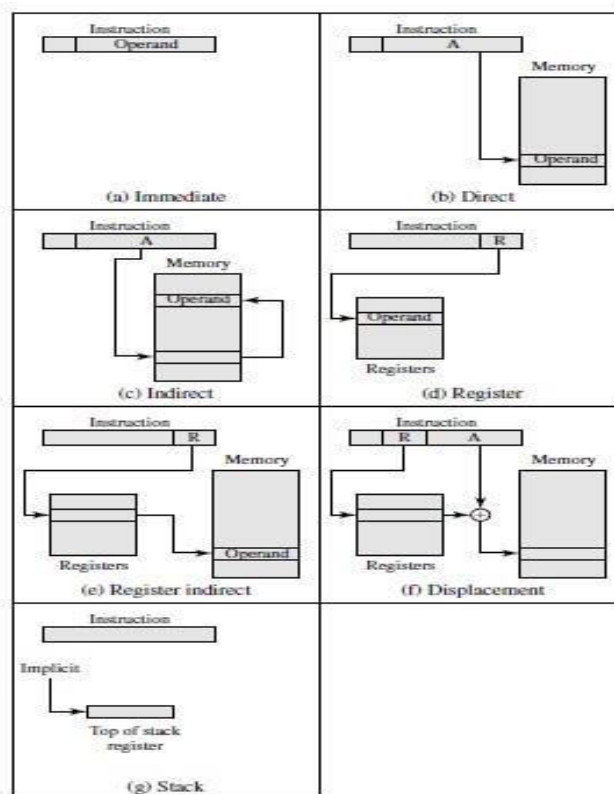 Instruction
Operand
(a) Immediate
Instruction
A
Memory
Operand
(b) Direct
Instruction
A
Memory
Operand
(c) Indirect
Instruction
R
Operand
Registers
(d) Register
Instruction
R
Memory
Operand
Registers
(e) Register indirect
Instruction
R A
Memory
+
Registers
(f) Displacement
Instruction
Implicit
Top of stack
register
(g) Stack